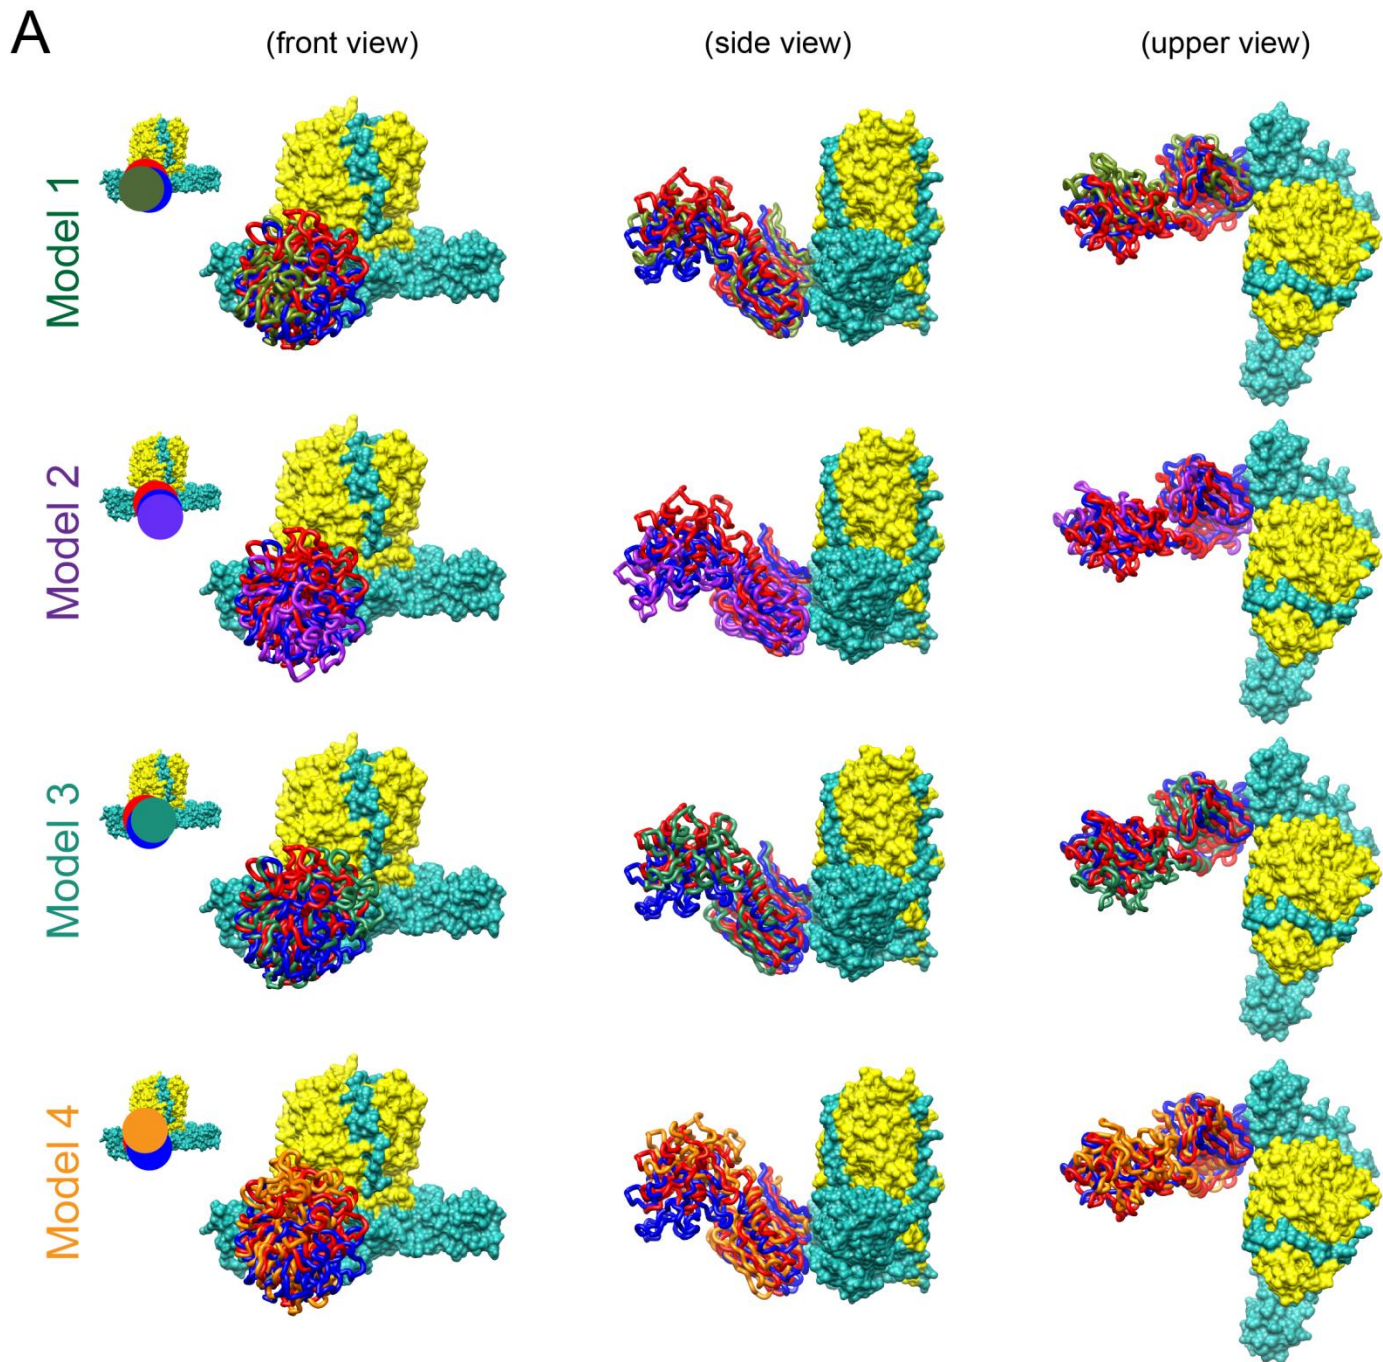 A
(front view)
(side view)
(upper view)
Model 1
Model 2
Model 3
Model 4